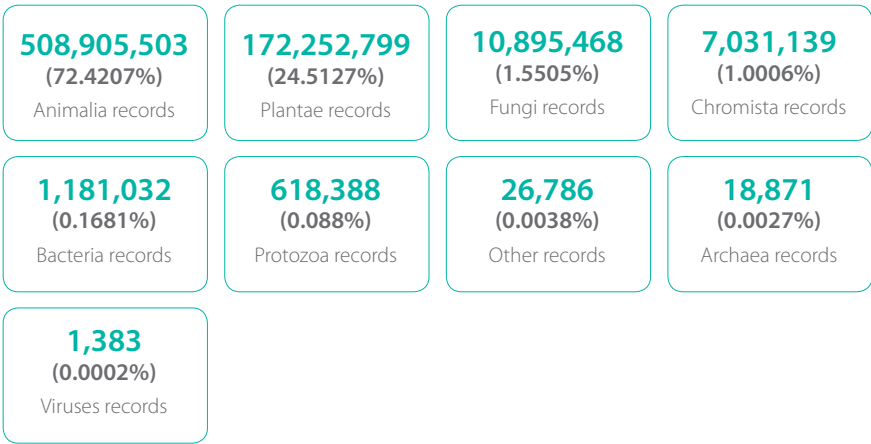 508,905,503
(72.4207%)
Animalia records
172,252,799
(24.5127%)
Plantae records
10,895,468
(1.5505%)
Fungi records
7,031,139
(1.0006%)
Chromista records
1,181,032
(0.1681%)
Bacteria records
618,388
(0.088%)
Protozoa records
26,786
(0.0038%)
Other records
18,871
(0.0027%)
Archaea records
1,383
(0.0002%)
Viruses records